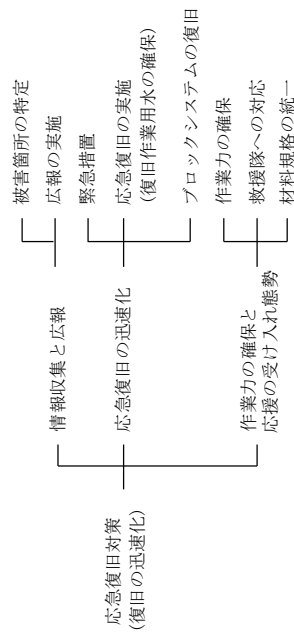 応急復旧対策
(復旧の迅速化)
情報収集と広報
被害箇所の特定
広報の実施
応急復旧の迅速化
緊急措置
応急復旧の実施
(復旧作業用水の確保)
ブロックシステムの復旧
作業力の確保と
応援の受け入れ態勢
作業力の確保
救援隊への対応
材料規格の統一